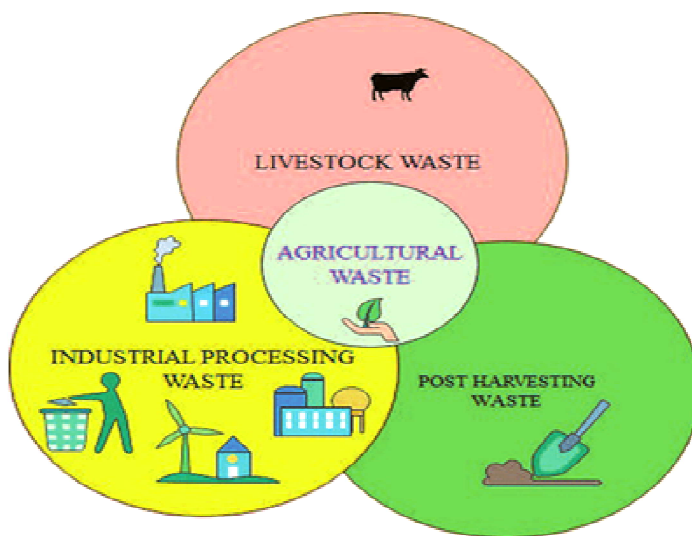 LIVESTOCK WASTE
AGRICULTURAL
WASTE
INDUSTRIAL PROCESSING
WASTE
POST HARVESTING
WASTE